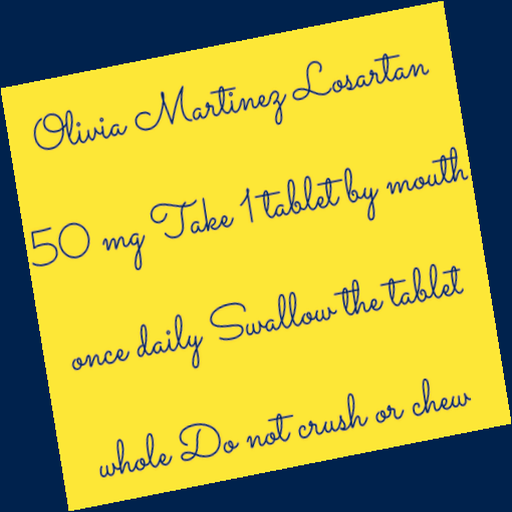 Olivia Martinez Losartan
50 mg Take 1 tablet by mouth
once daily Swallow the tablet
whole Do not crush or chew